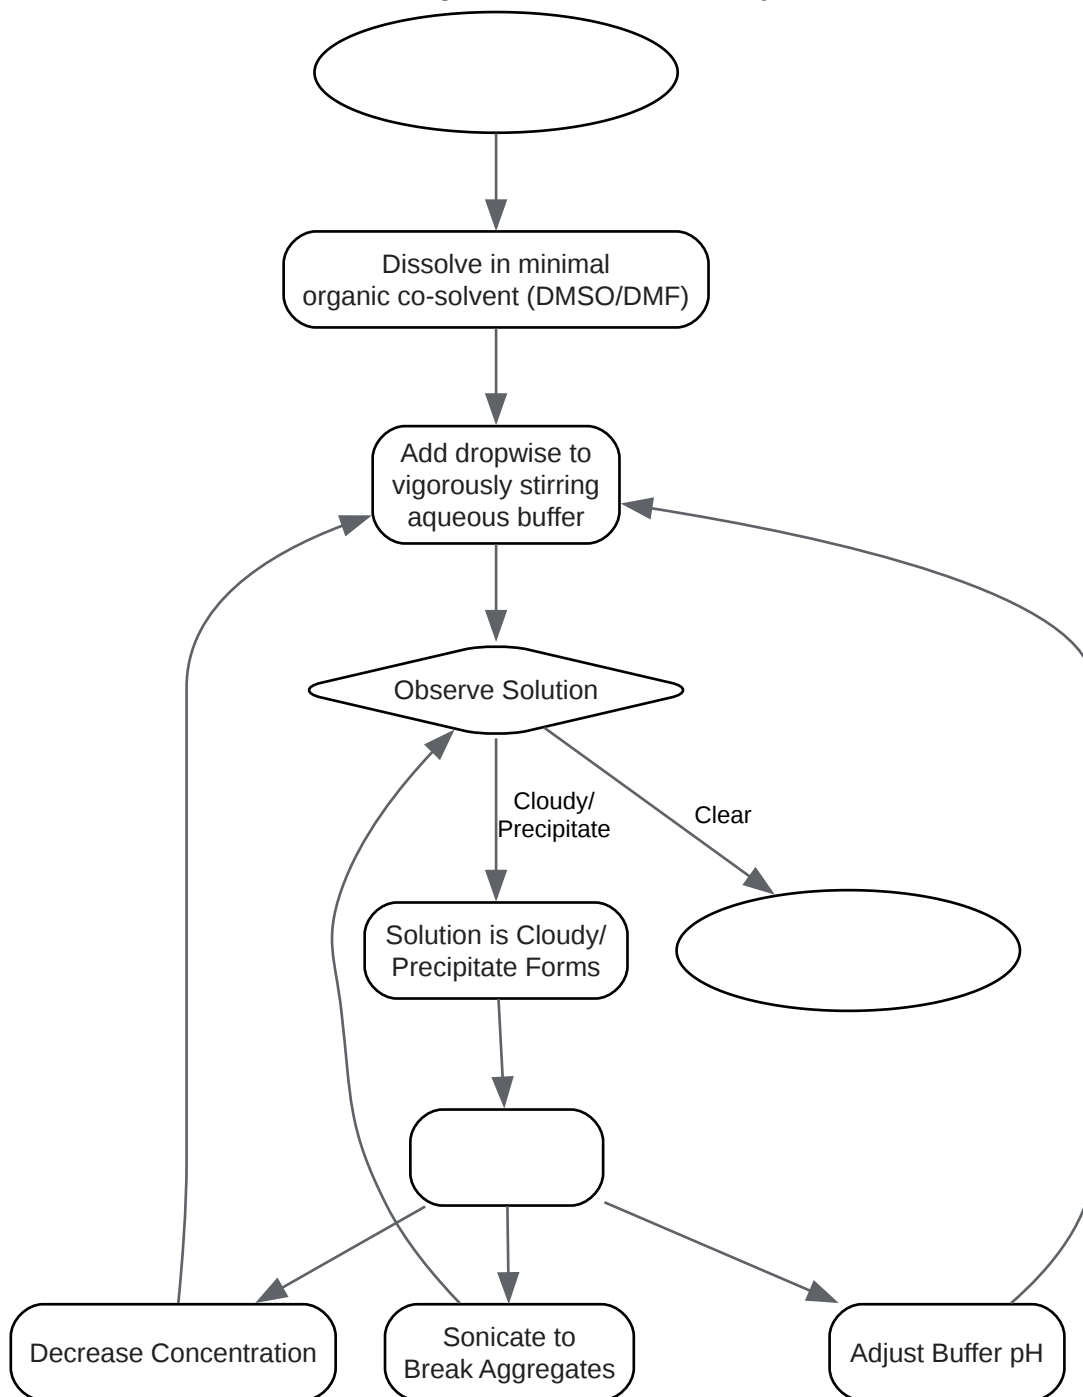 Dissolve in minimal
organic co-solvent (DMSO/DMF)
Add dropwise to
vigorously stirring
aqueous buffer
Observe Solution
Cloudy/
Precipitate
Clear
Solution is Cloudy/
Precipitate Forms
Decrease Concentration
Sonicate to
Break Aggregates
Adjust Buffer pH